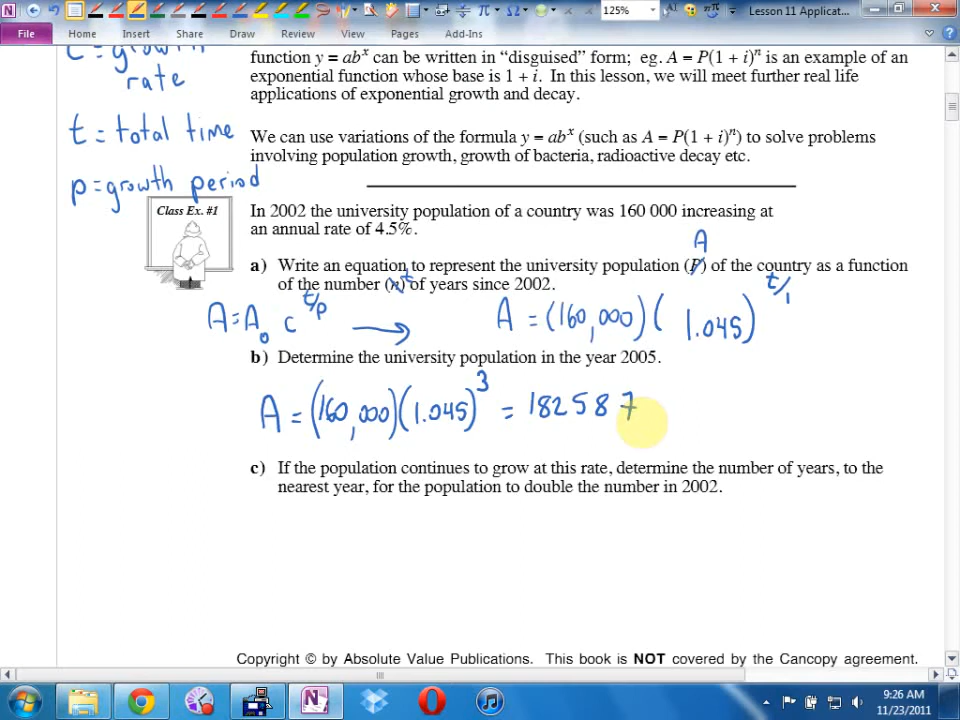 125%
Lesson 11 Applicat...
File Home Insert Share Draw Review View Pages Add-Ins
c = growth
rate
t = total time
p = growth period
function y = abˣ can be written in “disguised” form; eg. A = P(1 + i)ⁿ is an example of an
exponential function whose base is 1 + i. In this lesson, we will meet further real life
applications of exponential growth and decay.
We can use variations of the formula y = abˣ (such as A = P(1 + i)ⁿ) to solve problems
involving population growth, growth of bacteria, radioactive decay etc.
Class Ex. #1
In 2002 the university population of a country was 160 000 increasing at
an annual rate of 4.5%.
A
a) Write an equation to represent the university population (P) of the country as a function
of the number (n) t of years since 2002.
A = A₀ c^(t/p) → A = (160,000)(1.045)^(t/1)
b) Determine the university population in the year 2005.
A = (160,000)(1.045)³ = 182587
c) If the population continues to grow at this rate, determine the number of years, to the
nearest year, for the population to double the number in 2002.
Copyright © by Absolute Value Publications. This book is NOT covered by the Cancopy agreement.
9:26 AM
11/23/2011